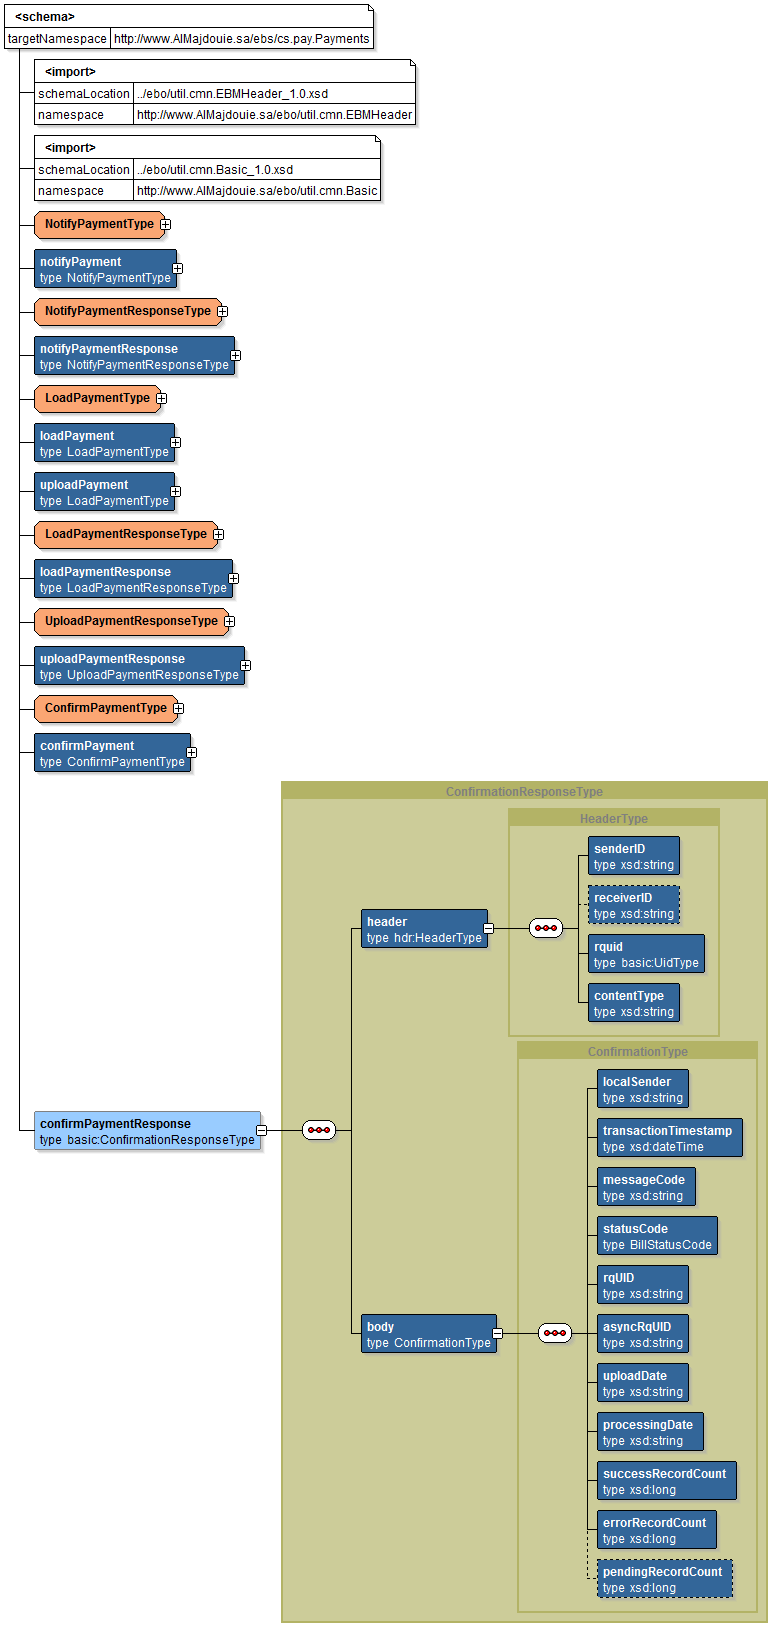 <schema>
targetNamespace http://www.AlMajdouie.sa/ebs/cs.pay.Payments
<import>
schemaLocation ../ebo/util.cmn.EBMHeader_1.0.xsd
namespace http://www.AlMajdouie.sa/ebo/util.cmn.EBMHeader
<import>
schemaLocation ../ebo/util.cmn.Basic_1.0.xsd
namespace http://www.AlMajdouie.sa/ebo/util.cmn.Basic
NotifyPaymentType
notifyPayment
type NotifyPaymentType
NotifyPaymentResponseType
notifyPaymentResponse
type NotifyPaymentResponseType
LoadPaymentType
loadPayment
type LoadPaymentType
uploadPayment
type LoadPaymentType
LoadPaymentResponseType
loadPaymentResponse
type LoadPaymentResponseType
UploadPaymentResponseType
uploadPaymentResponse
type UploadPaymentResponseType
ConfirmPaymentType
confirmPayment
type ConfirmPaymentType
confirmPaymentResponse
type basic:ConfirmationResponseType
ConfirmationResponseType
header
type hdr:HeaderType
HeaderType
senderID
type xsd:string
receiverID
type xsd:string
rquid
type basic:UidType
contentType
type xsd:string
body
type ConfirmationType
ConfirmationType
localSender
type xsd:string
transactionTimestamp
type xsd:dateTime
messageCode
type xsd:string
statusCode
type BillStatusCode
rqUID
type xsd:string
asyncRqUID
type xsd:string
uploadDate
type xsd:string
processingDate
type xsd:string
successRecordCount
type xsd:long
errorRecordCount
type xsd:long
pendingRecordCount
type xsd:long